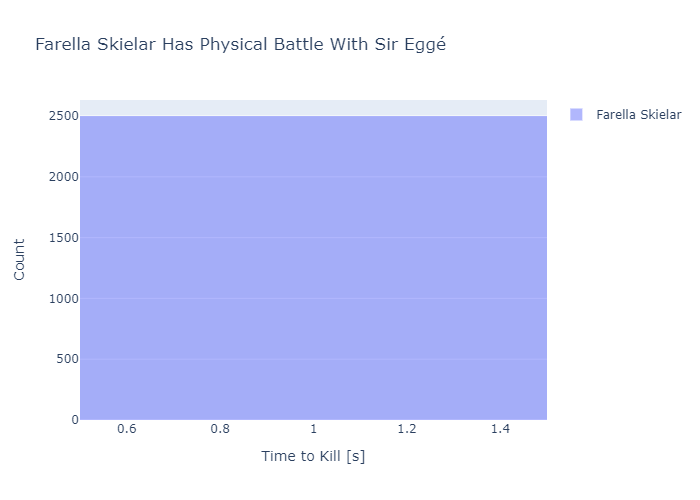 Farella Skielar Has Physical Battle With Sir Eggé
Farella Skielar
2500
2000
1500
1000
500
0
Count
0.6
0.8
1
1.2
1.4
Time to Kill [s]